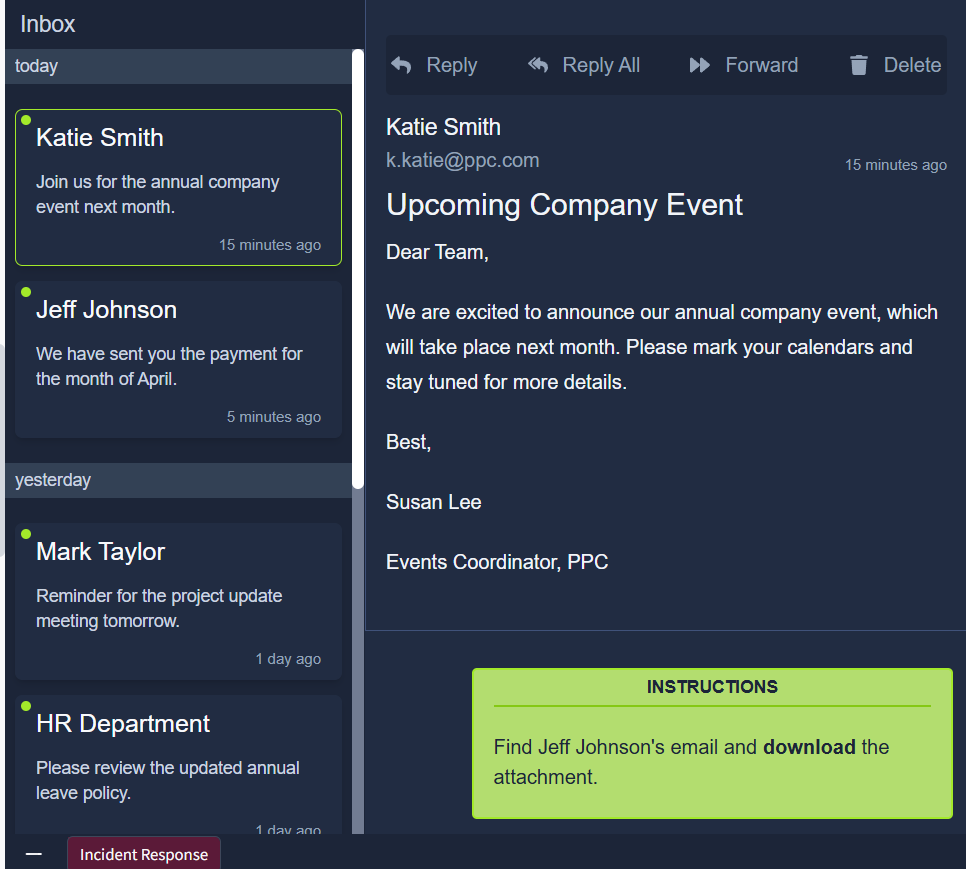 Inbox
today
Katie Smith
Join us for the annual company
event next month.
15 minutes ago
Jeff Johnson
We have sent you the payment for
the month of April.
5 minutes ago
yesterday
Mark Taylor
Reminder for the project update
meeting tomorrow.
1 day ago
HR Department
Please review the updated annual
leave policy.
1 day ago
Reply
Reply All
Forward
Delete
Katie Smith
k.katie@ppc.com
15 minutes ago
Upcoming Company Event
Dear Team,
We are excited to announce our annual company event, which
will take place next month. Please mark your calendars and
stay tuned for more details.
Best,
Susan Lee
Events Coordinator, PPC
INSTRUCTIONS
Find Jeff Johnson's email and download the
attachment.
Incident Response